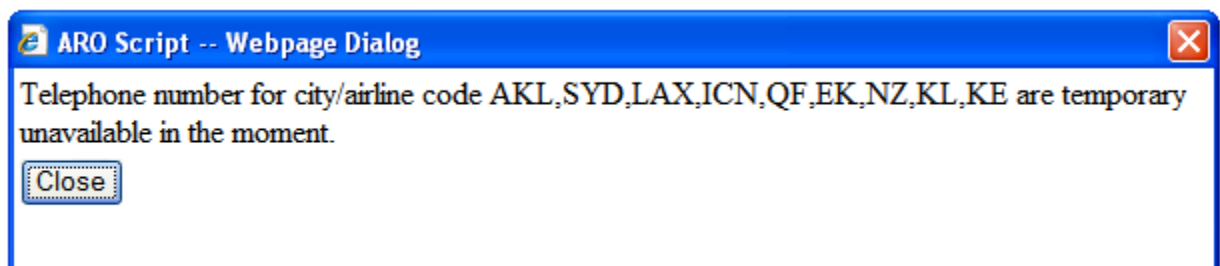 ARO Script -- Webpage Dialog
Telephone number for city/airline code AKL,SYD,LAX,ICN,QF,EK,NZ,KL,KE are temporary
unavailable in the moment.
Close